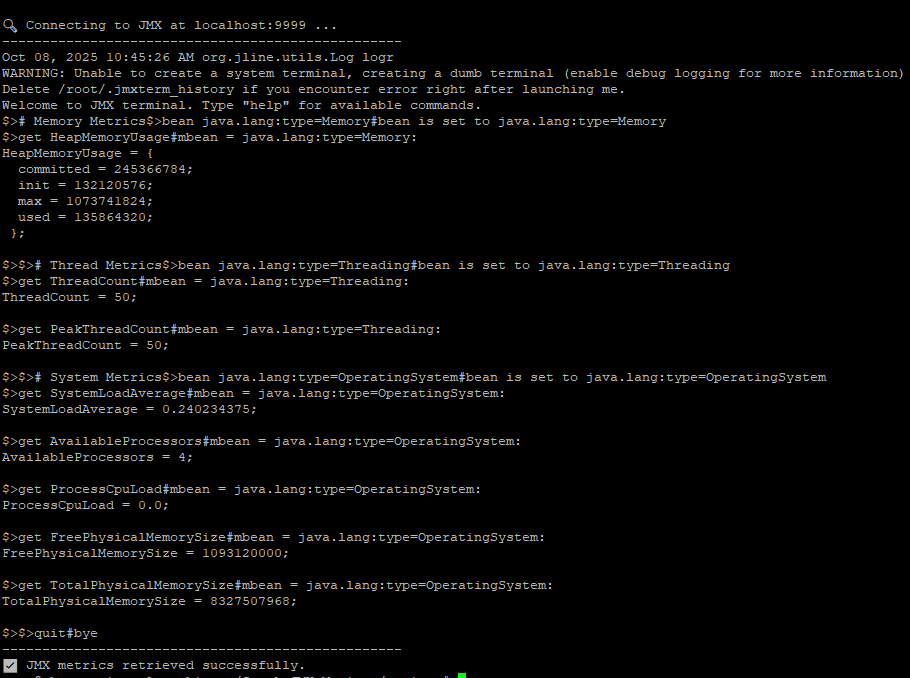 🔍 Connecting to JMX at localhost:9999 ...
--------------------------------------------------
Oct 08, 2025 10:45:26 AM org.jline.utils.Log logr
WARNING: Unable to create a system terminal, creating a dumb terminal (enable debug logging for more information)
Delete /root/.jmxterm_history if you encounter error right after launching me.
Welcome to JMX terminal. Type "help" for available commands.
$># Memory Metrics$>bean java.lang:type=Memory#bean is set to java.lang:type=Memory
$>get HeapMemoryUsage#mbean = java.lang:type=Memory:
HeapMemoryUsage = {
  committed = 245366784;
  init = 132120576;
  max = 1073741824;
  used = 135864320;
 };
$>$># Thread Metrics$>bean java.lang:type=Threading#bean is set to java.lang:type=Threading
$>get ThreadCount#mbean = java.lang:type=Threading:
ThreadCount = 50;
$>get PeakThreadCount#mbean = java.lang:type=Threading:
PeakThreadCount = 50;
$>$># System Metrics$>bean java.lang:type=OperatingSystem#bean is set to java.lang:type=OperatingSystem
$>get SystemLoadAverage#mbean = java.lang:type=OperatingSystem:
SystemLoadAverage = 0.240234375;
$>get AvailableProcessors#mbean = java.lang:type=OperatingSystem:
AvailableProcessors = 4;
$>get ProcessCpuLoad#mbean = java.lang:type=OperatingSystem:
ProcessCpuLoad = 0.0;
$>get FreePhysicalMemorySize#mbean = java.lang:type=OperatingSystem:
FreePhysicalMemorySize = 1093120000;
$>get TotalPhysicalMemorySize#mbean = java.lang:type=OperatingSystem:
TotalPhysicalMemorySize = 8327507968;
$>$>quit#bye
--------------------------------------------------
✅ JMX metrics retrieved successfully.